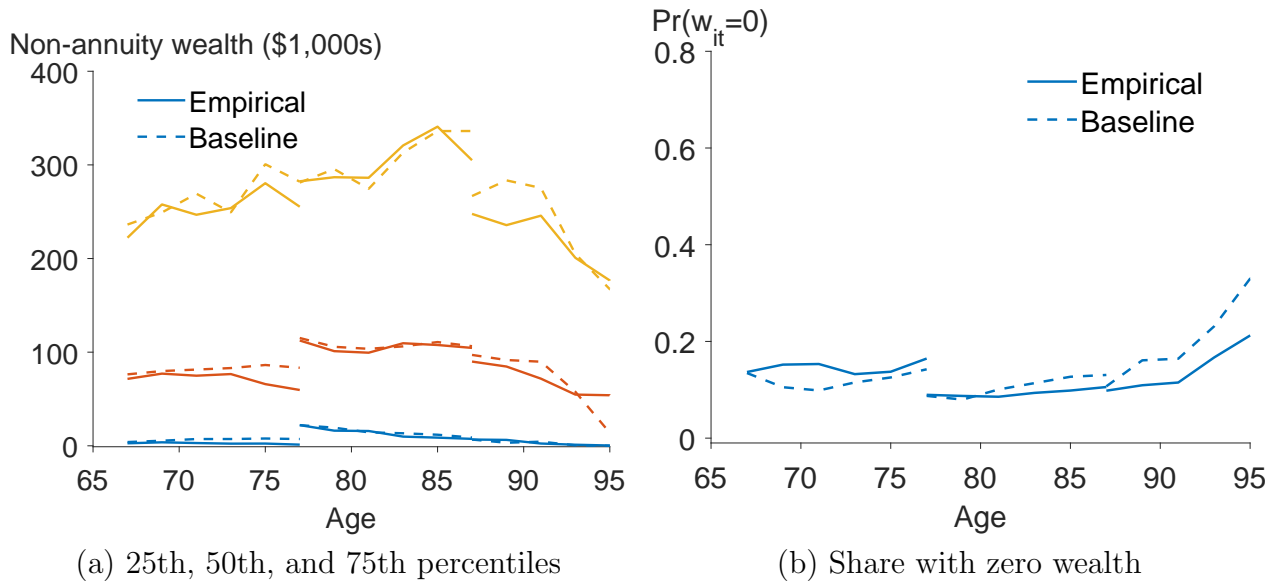 Non-annuity wealth ($1,000s)
400
300
200
100
0
65 70 75 80 85 90 95
Age
Empirical
Baseline
(a) 25th, 50th, and 75th percentiles
Pr(w_it=0)
0.8
0.6
0.4
0.2
0
65 70 75 80 85 90 95
Age
Empirical
Baseline
(b) Share with zero wealth